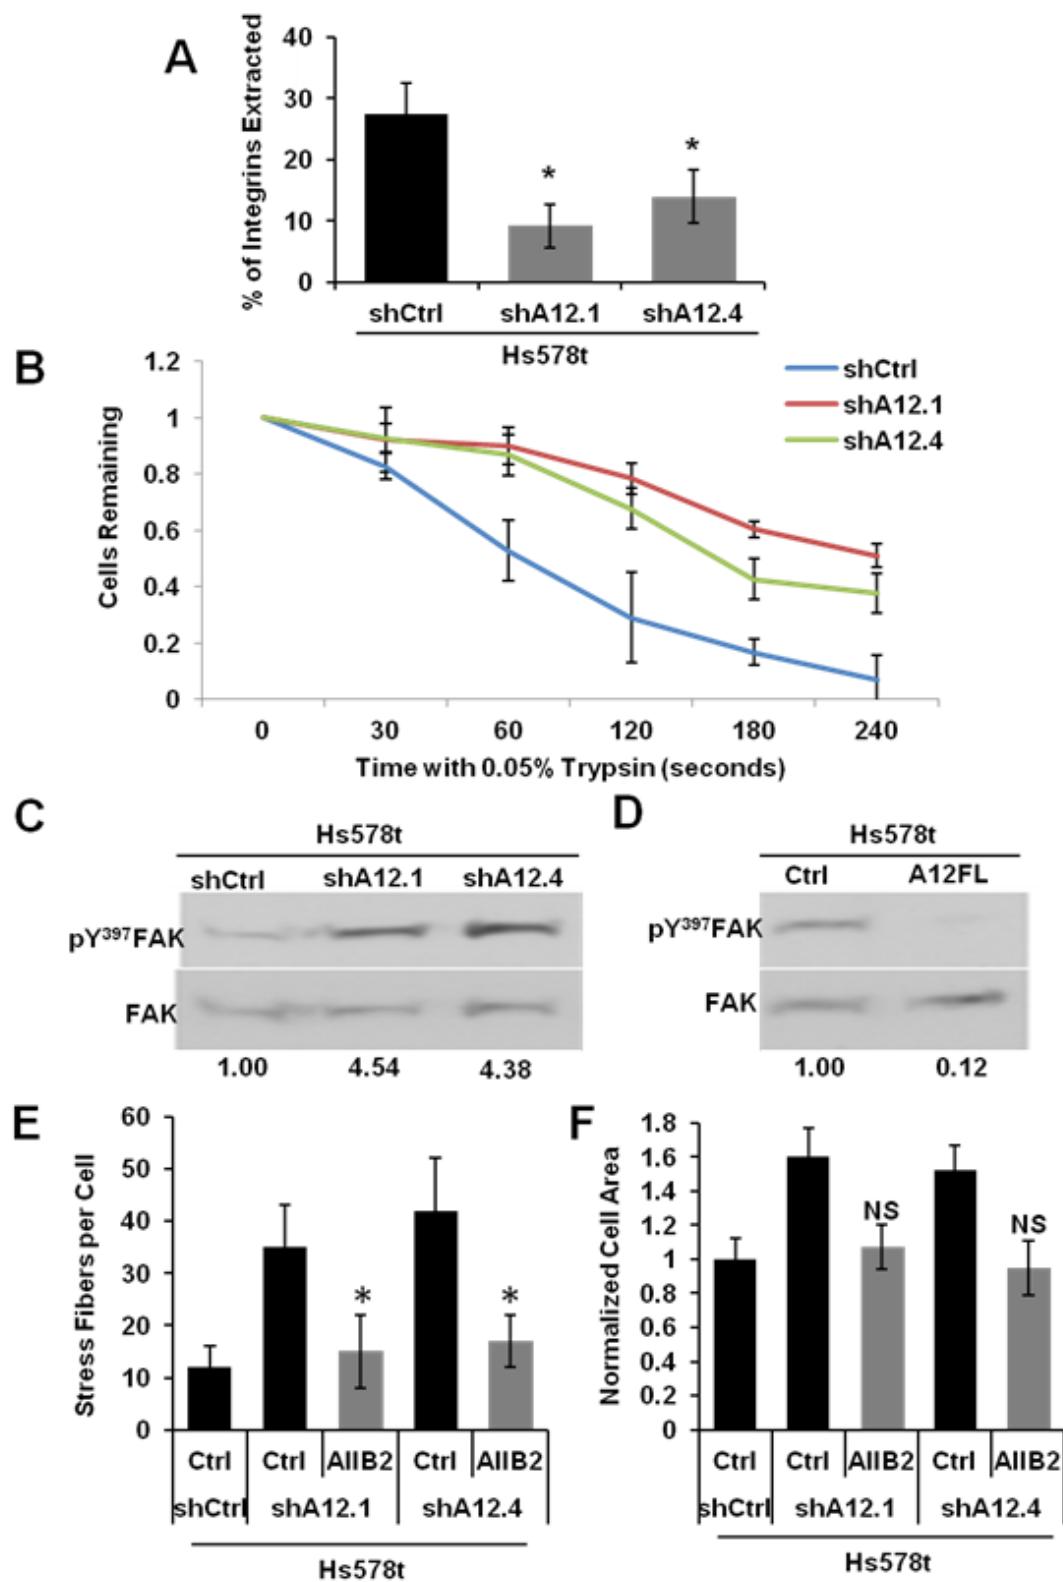 A
% of Integrins Extracted
40
30
20
10
0
*
*
shCtrl shA12.1 shA12.4
Hs578t
B
Cells Remaining
1.2
1
0.8
0.6
0.4
0.2
0
shCtrl
shA12.1
shA12.4
0 30 60 120 180 240
Time with 0.05% Trypsin (seconds)
C
Hs578t
shCtrl shA12.1 shA12.4
pY³⁹⁷FAK
FAK
1.00 4.54 4.38
D
Hs578t
Ctrl A12FL
pY³⁹⁷FAK
FAK
1.00 0.12
E
Stress Fibers per Cell
60
50
40
30
20
10
0
* *
Ctrl Ctrl AIIB2 Ctrl AIIB2
shCtrl shA12.1 shA12.4
Hs578t
F
Normalized Cell Area
1.8
1.6
1.4
1.2
1
0.8
0.6
0.4
0.2
0
NS NS
Ctrl Ctrl AIIB2 Ctrl AIIB2
shCtrl shA12.1 shA12.4
Hs578t